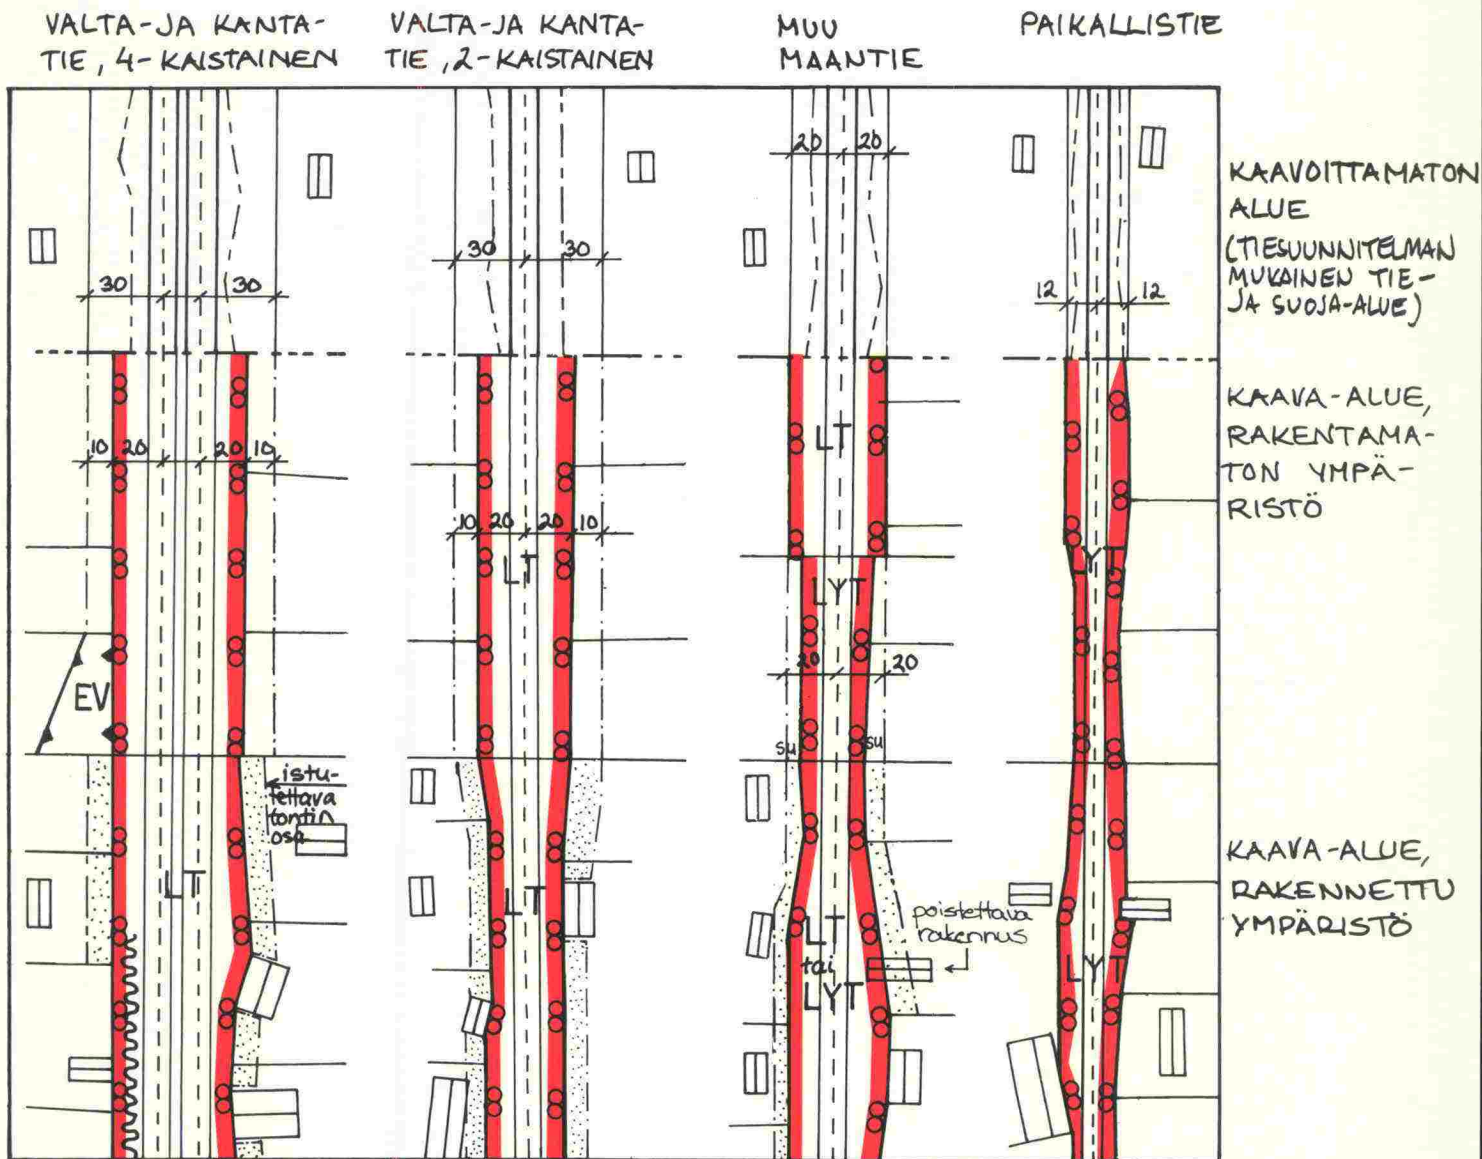 VALTA-JA KANTA-
TIE, 4-KAISTAINEN
VALTA-JA KANTA-
TIE, 2-KAISTAINEN
MUU
MAANTIE
PAIKALLISTIE
20 20
KAAVOITTAMATON
ALUE
(TIESUUNNITELMAN
MUKAINEN TIE-
JA SUOJA-ALUE)
30 30
30 30
12 12
KAAVA-ALUE,
RAKENTAMA-
TON YMPÄ-
RISTÖ
LT
10 20 20 10
10 20 20 10
LT
LYT
LYT
20 20
EV
su su
istu-
tettava
tontin
osa
LT
LT
KAAVA-ALUE,
RAKENNETTU
YMPÄRISTÖ
poistettava
rakennus
LT
tai
LYT
LYT